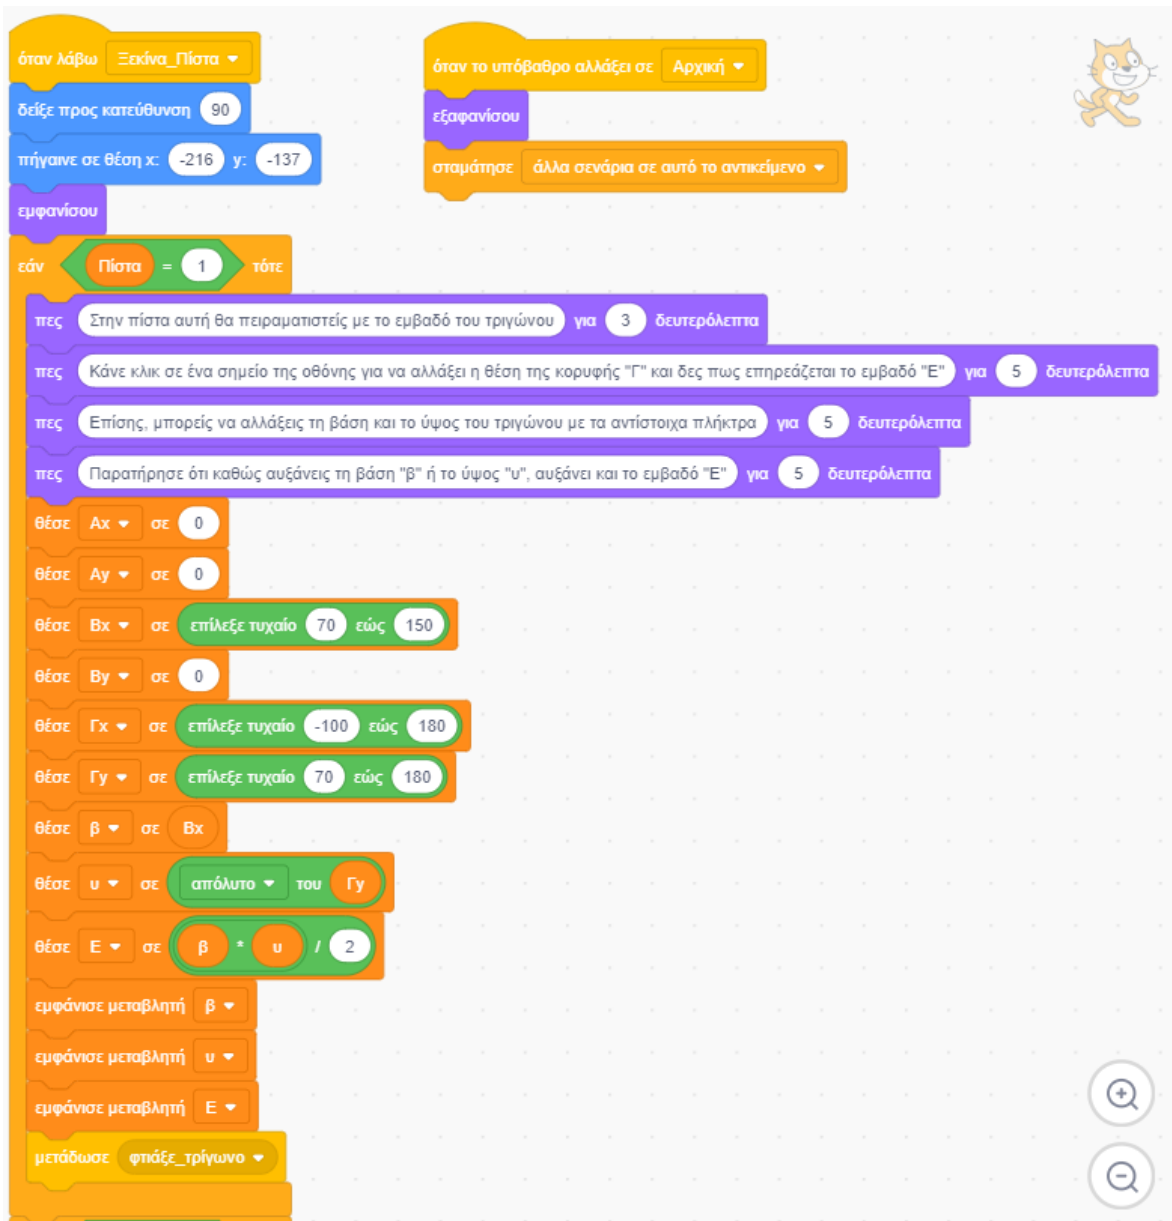 όταν λάβω Ξεκίνα_Πίστα
δείξε προς κατεύθυνση 90
πήγαινε σε θέση x: -216 y: -137
εμφανίσου
εάν Πίστα = 1 τότε
πες Στην πίστα αυτή θα πειραματιστείς με το εμβαδό του τριγώνου για 3 δευτερόλεπτα
πες Κάνε κλικ σε ένα σημείο της οθόνης για να αλλάξει η θέση της κορυφής "Γ" και δες πως επηρεάζεται το εμβαδό "Ε" για 5 δευτερόλεπτα
πες Επίσης, μπορείς να αλλάξεις τη βάση και το ύψος του τριγώνου με τα αντίστοιχα πλήκτρα για 5 δευτερόλεπτα
πες Παρατήρησε ότι καθώς αυξάνεις τη βάση "β" ή το ύψος "υ", αυξάνει και το εμβαδό "Ε" για 5 δευτερόλεπτα
θέσε Ax σε 0
θέσε Ay σε 0
θέσε Bx σε επίλεξε τυχαίο 70 εώς 150
θέσε By σε 0
θέσε Γx σε επίλεξε τυχαίο -100 εώς 180
θέσε Γy σε επίλεξε τυχαίο 70 εώς 180
θέσε β σε Bx
θέσε υ σε απόλυτο του Γy
θέσε Ε σε β * υ / 2
εμφάνισε μεταβλητή β
εμφάνισε μεταβλητή υ
εμφάνισε μεταβλητή Ε
μετάδωσε φτιάξε_τρίγωνο
όταν το υπόβαθρο αλλάξει σε Αρχική
εξαφανίσου
σταμάτησε άλλα σενάρια σε αυτό το αντικείμενο